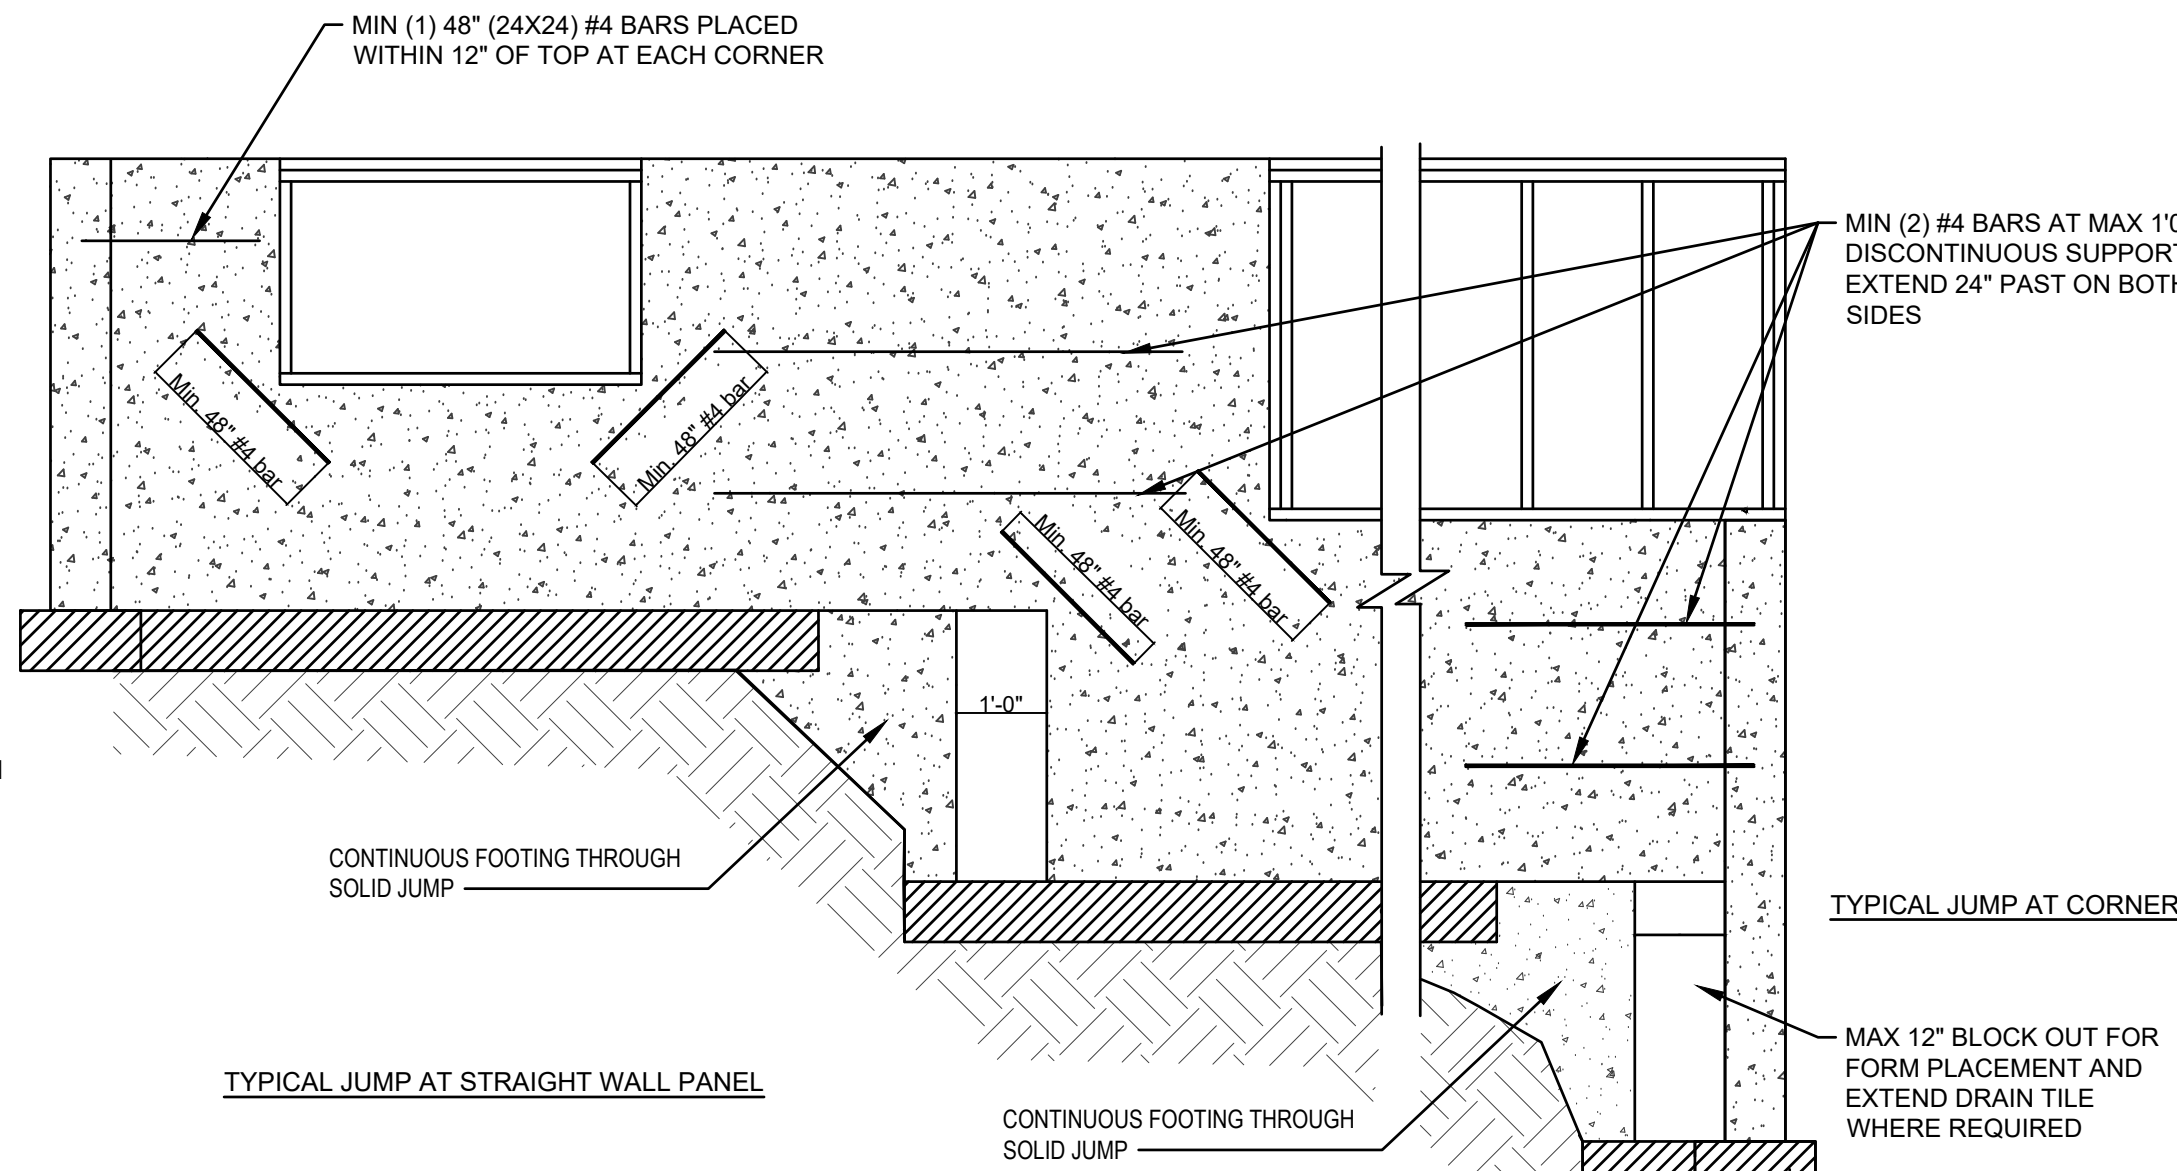 MIN (1) 48" (24X24) #4 BARS PLACED
WITHIN 12" OF TOP AT EACH CORNER
MIN (2) #4 BARS AT MAX 1'
DISCONTINUOUS SUPPORT
EXTEND 24" PAST ON BOTH
SIDES
Min. 48" #4 bar
Min. 48" #4 bar
Min. 48" #4 bar
Min. 48" #4 bar
1'-0"
CONTINUOUS FOOTING THROUGH
SOLID JUMP
TYPICAL JUMP AT CORNER
TYPICAL JUMP AT STRAIGHT WALL PANEL
MAX 12" BLOCK OUT FOR
FORM PLACEMENT AND
EXTEND DRAIN TILE
WHERE REQUIRED
CONTINUOUS FOOTING THROUGH
SOLID JUMP